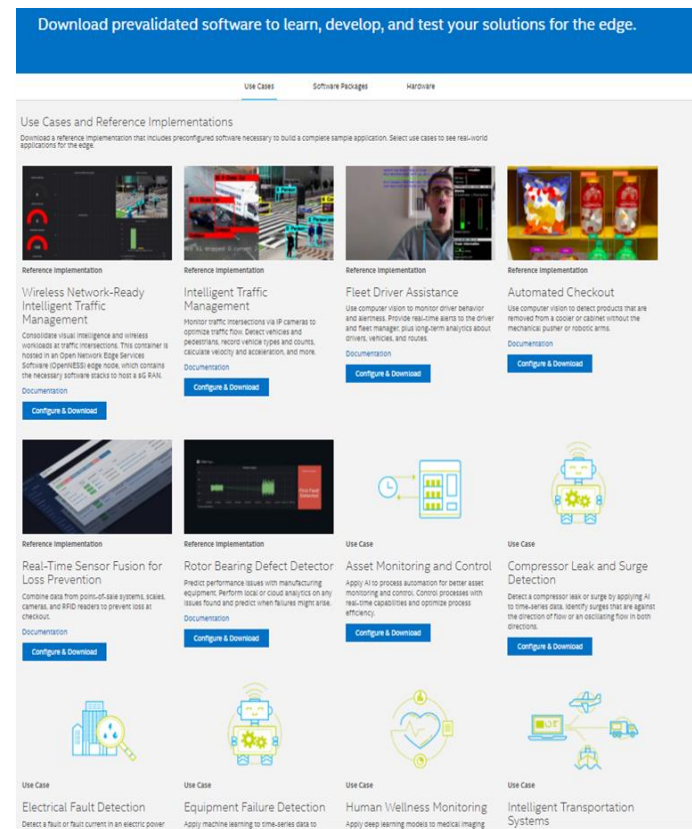 Download prevalidated software to learn, develop, and test your solutions for the edge.
Use Cases
Software Packages
Hardware
Use Cases and Reference Implementations
Download a reference implementation that includes preconfigured software necessary to build a complete sample application. Select use cases to see real-world
applications for the edge.
Reference Implementation
Wireless Network-Ready
Intelligent Traffic
Management
Consolidate visual intelligence and wireless
workloads at traffic intersections. This container is
hosted in an Open Network Edge Services
Software (OpenNESS) edge node, which contains
the necessary software stacks to host a 5G RAN.
Documentation
Configure & Download
Reference Implementation
Intelligent Traffic
Management
Monitor traffic intersections via IP cameras to
optimize traffic flow. Detect vehicles and
pedestrians, record vehicle types and counts,
calculate velocity and acceleration, and more.
Documentation
Configure & Download
Reference Implementation
Fleet Driver Assistance
Use computer vision to monitor driver behavior
and alertness. Provide real-time alerts to the driver
and fleet manager, plus long-term analytics about
drivers, vehicles, and routes.
Documentation
Configure & Download
Reference Implementation
Automated Checkout
Use computer vision to detect products that are
removed from a cooler or cabinet without the
mechanical pusher or robotic arms.
Documentation
Configure & Download
Reference Implementation
Real-Time Sensor Fusion for
Loss Prevention
Combine data from point-of-sale systems, scales,
cameras, and RFID readers to prevent loss at
checkout.
Documentation
Configure & Download
Reference Implementation
Rotor Bearing Defect Detector
Predict performance issues with manufacturing
equipment. Perform local or cloud analytics on any
issues found and predict when failures might arise.
Documentation
Configure & Download
Use Case
Asset Monitoring and Control
Apply AI to process automation for better asset
monitoring and control. Control processes with
real-time capabilities and optimize process
efficiency.
Configure & Download
Use Case
Compressor Leak and Surge
Detection
Detect a compressor leak or surge by applying AI
to time-series data. Identify surges that are against
the direction of flow or an oscillating flow in both
directions.
Configure & Download
Use Case
Electrical Fault Detection
Detect a fault or fault current in an electric power
Use Case
Equipment Failure Detection
Apply machine learning to time-series data to
Use Case
Human Wellness Monitoring
Apply deep learning models to medical imaging
Use Case
Intelligent Transportation
Systems